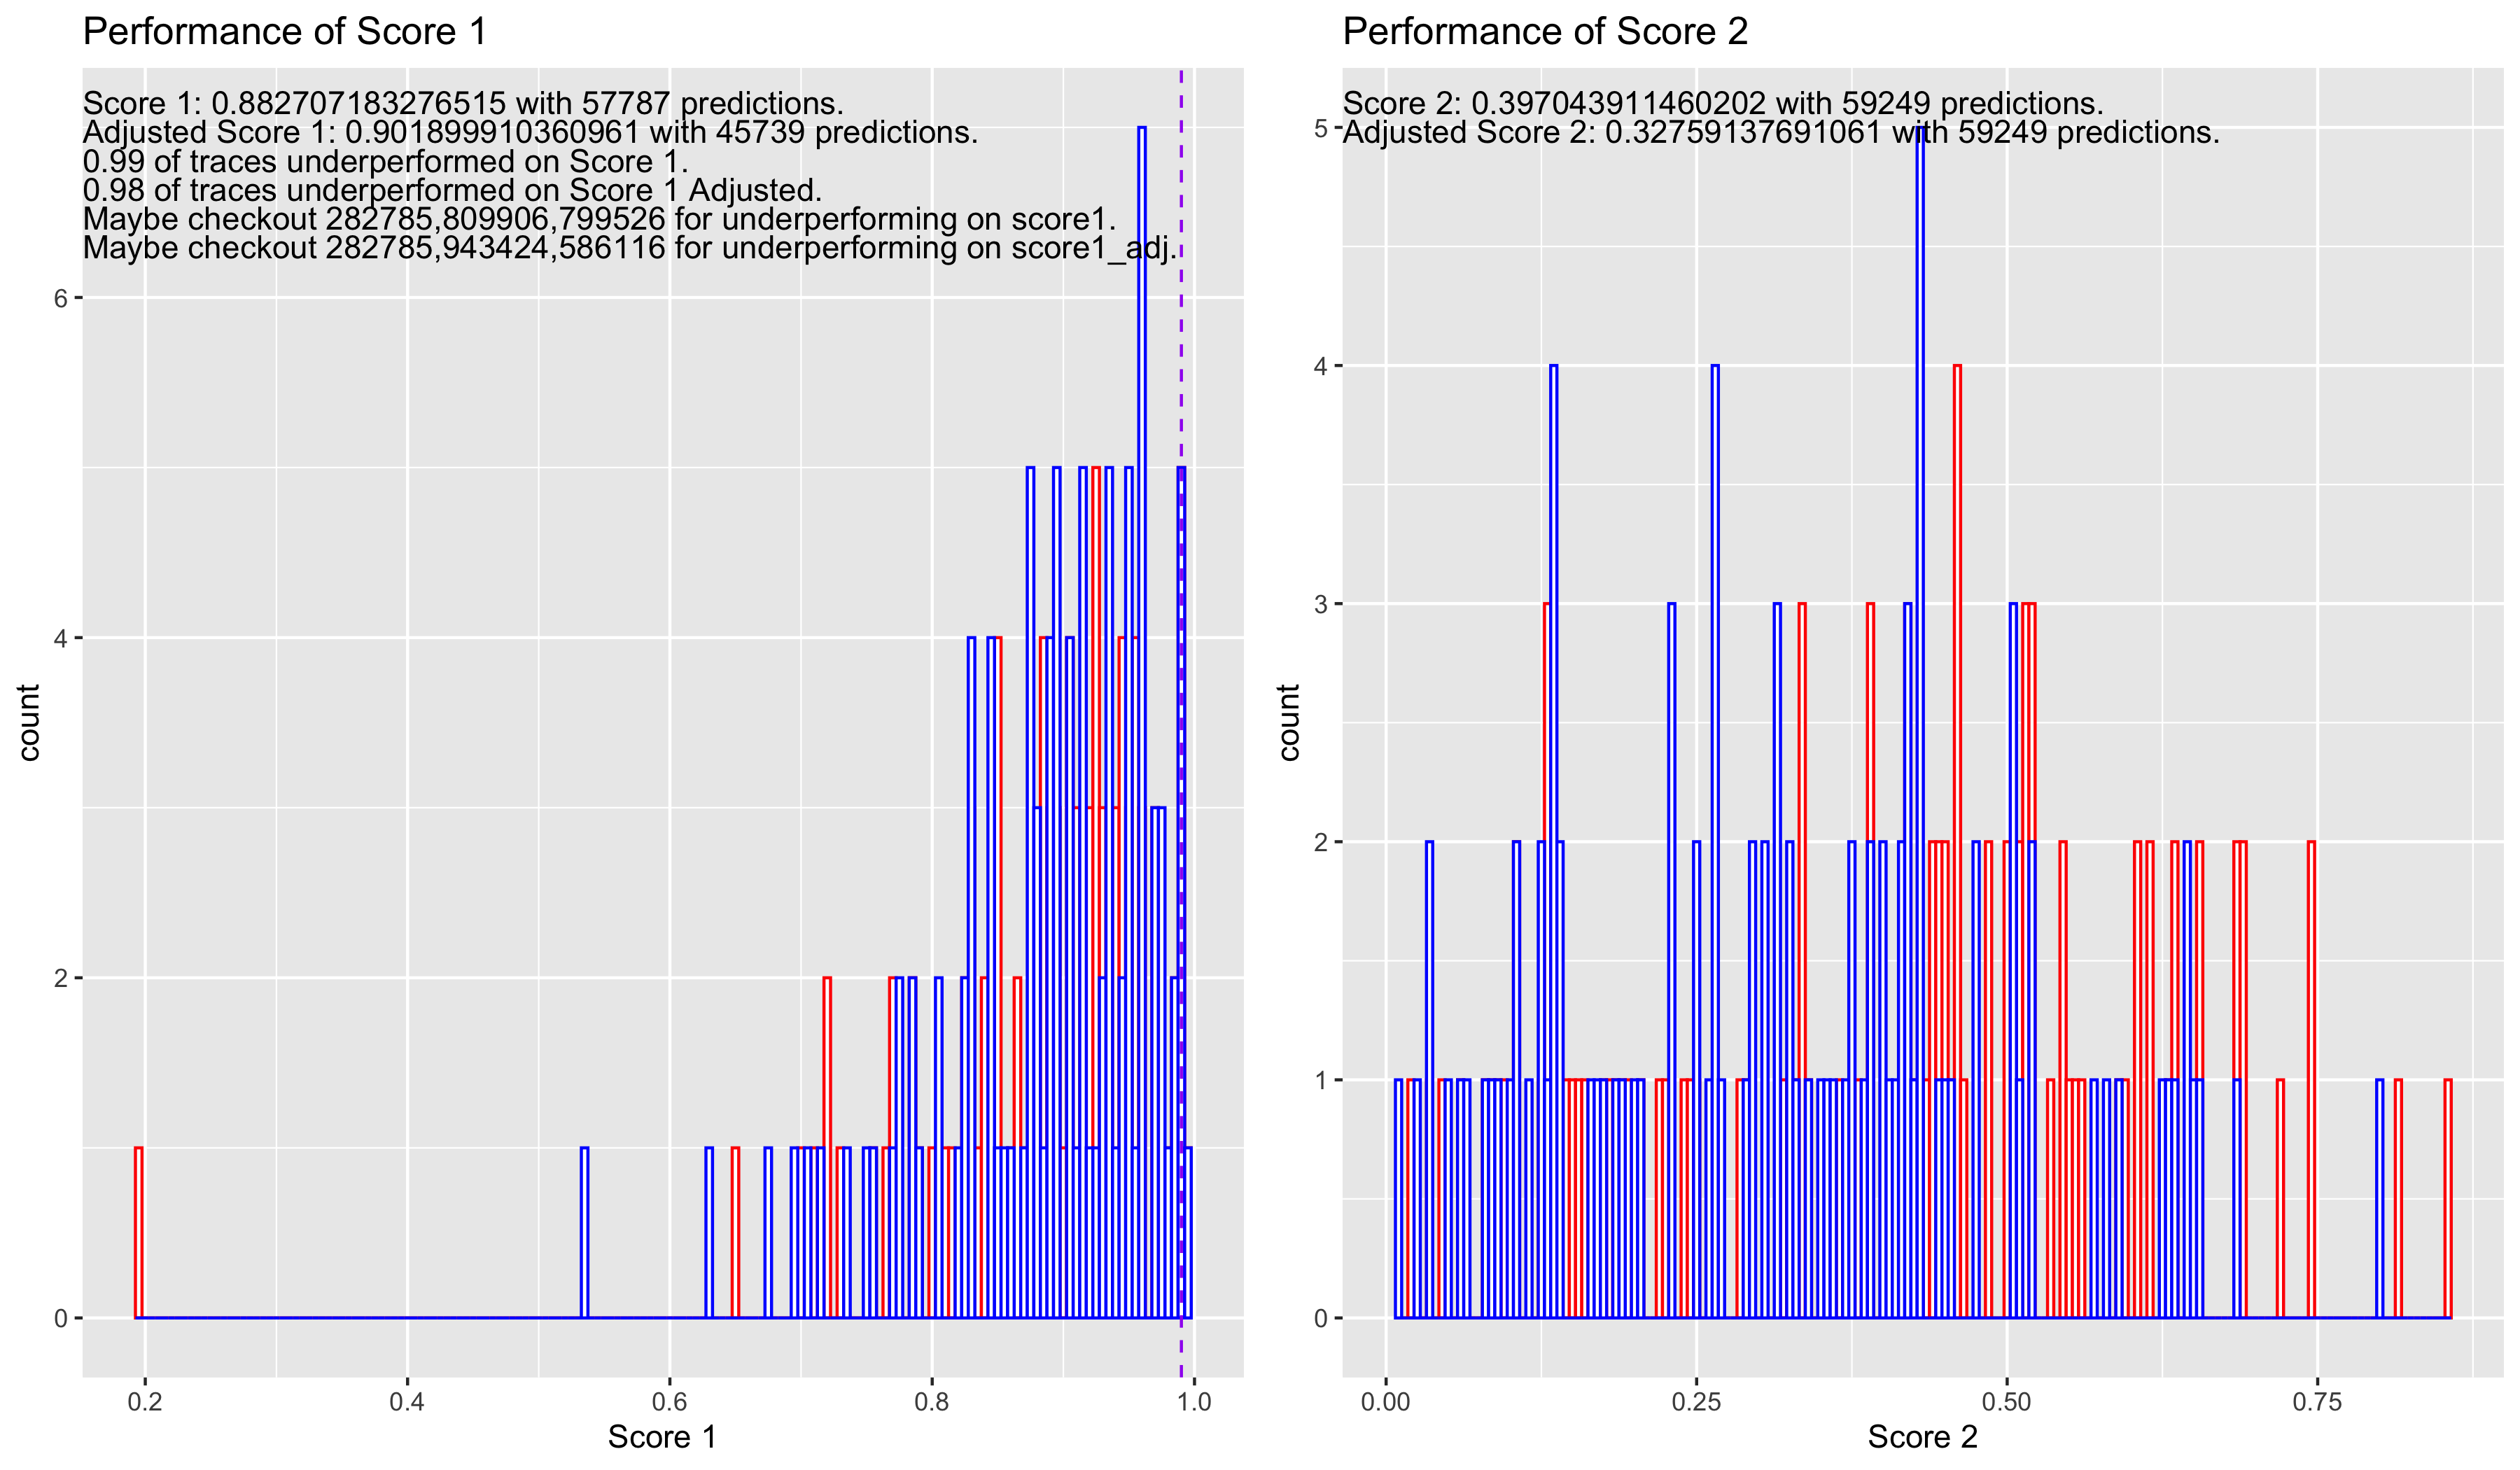 Performance of Score 1
Score 1: 0.882707183276515 with 57787 predictions.
Adjusted Score 1: 0.901899910360961 with 45739 predictions.
0.99 of traces underperformed on Score 1.
0.98 of traces underperformed on Score 1 Adjusted.
Maybe checkout 282785,809906,799526 for underperforming on score1.
Maybe checkout 282785,943424,586116 for underperforming on score1_adj.
6
4
2
0
count
0.2 0.4 0.6 0.8 1.0
Score 1
Performance of Score 2
Score 2: 0.397043911460202 with 59249 predictions.
Adjusted Score 2: 0.32759137691061 with 59249 predictions.
5
4
3
2
1
0
count
0.00 0.25 0.50 0.75
Score 2